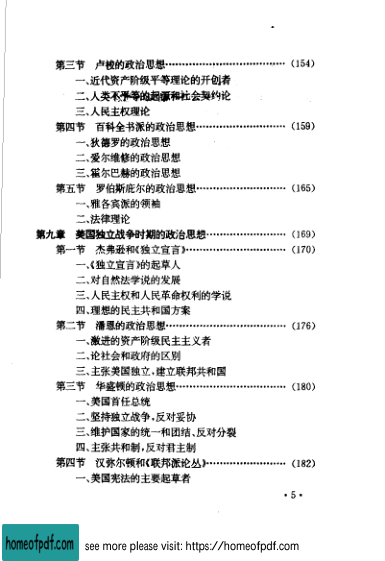 第三节 卢梭的政治思想……………………………(154)
一、近代资产阶级平等理论的开创者
二、人类不平等的起源和社会契约论
三、人民主权理论
第四节 百科全书派的政治思想……………………(159)
一、狄德罗的政治思想
二、爱尔维修的政治思想
三、霍尔巴赫的政治思想
第五节 罗伯斯庇尔的政治思想……………………(165)
一、雅各宾派的领袖
二、法律理论
第九章 美国独立战争时期的政治思想…………………(169)
第一节 杰弗逊和《独立宣言》………………………(170)
一、《独立宣言》的起草人
二、对自然法学说的发展
三、人民主权和人民革命权利的学说
四、理想的民主共和国方案
第二节 潘恩的政治思想……………………………(176)
一、激进的资产阶级民主主义者
二、论社会和政府的区别
三、主张美国独立,建立联邦共和国
第三节 华盛顿的政治思想…………………………(180)
一、美国首任总统
二、坚持独立战争,反对妥协
三、维护国家的统一和团结、反对分裂
四、主张共和制,反对君主制
第四节 汉弥尔顿和《联邦派论丛》…………………(182)
一、美国宪法的主要起草者
·5·
homeofpdf.com
see more please visit: https://homeofpdf.com